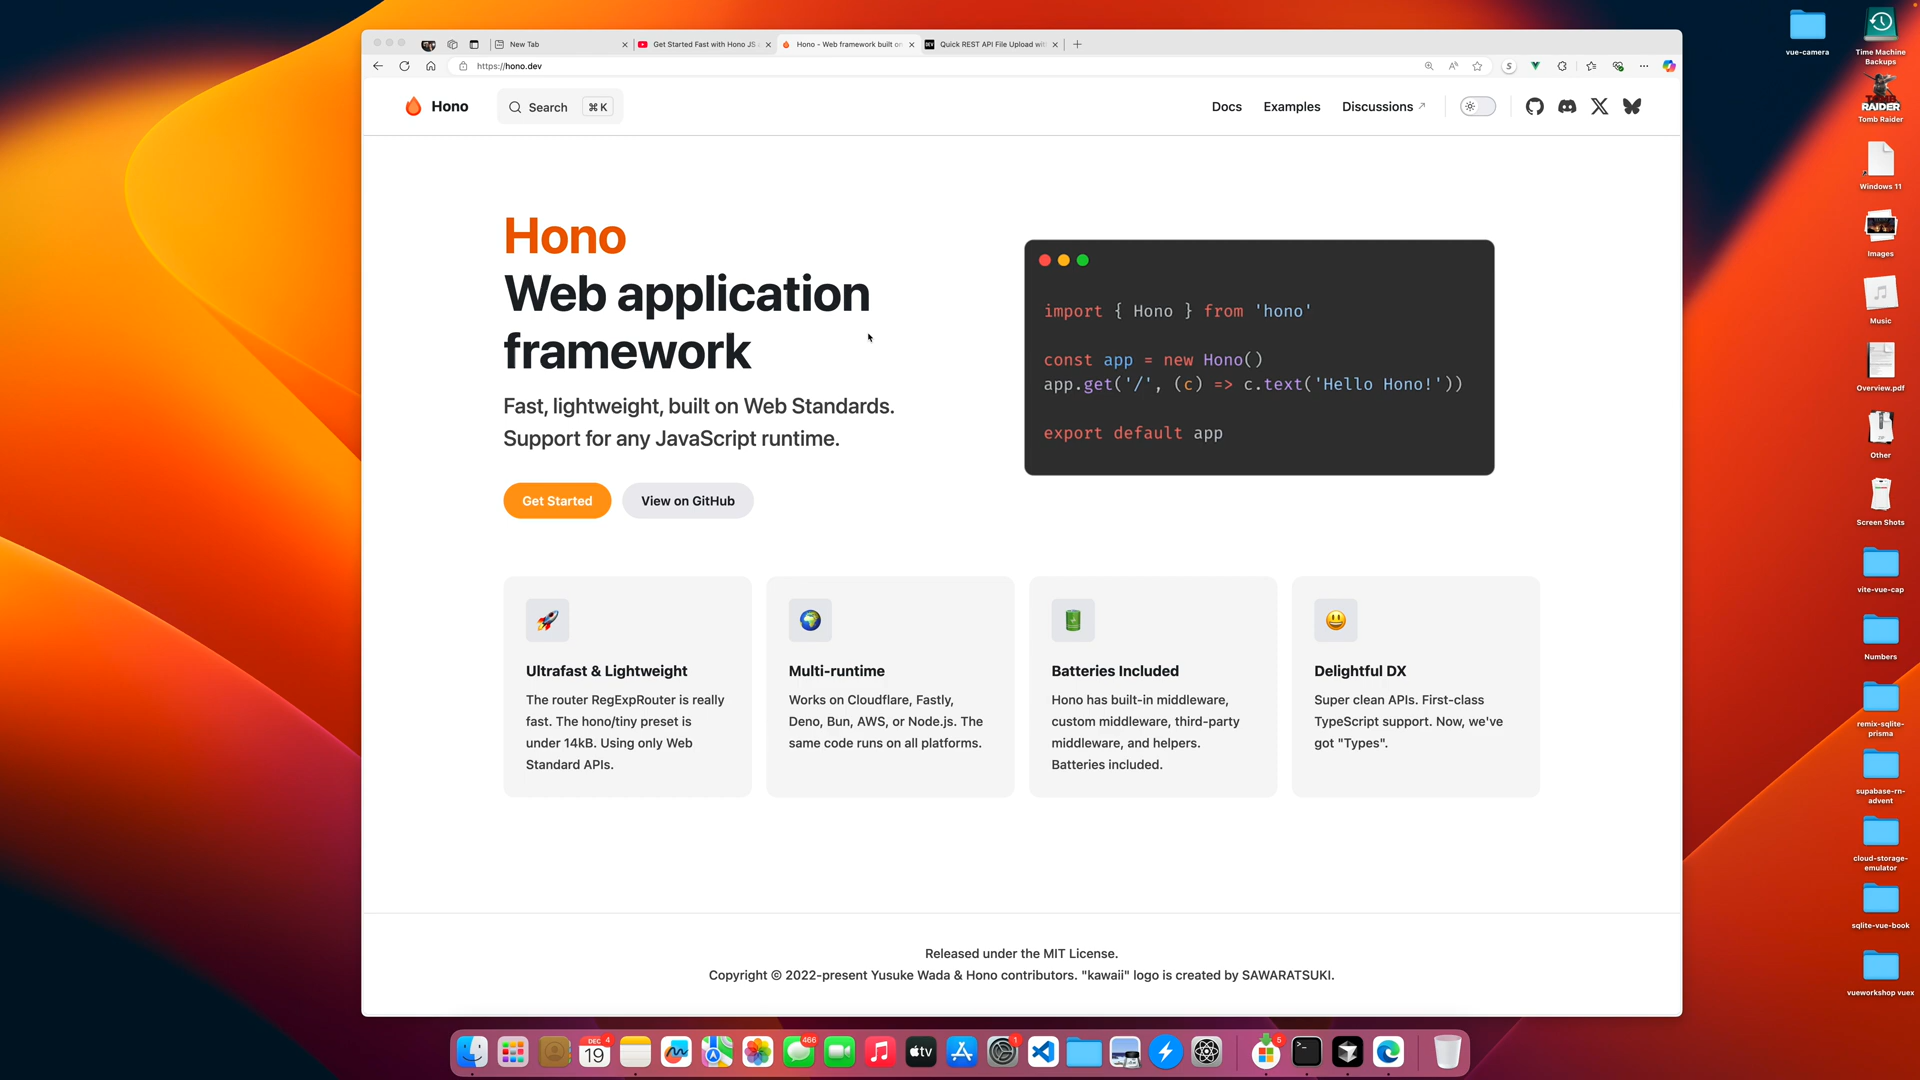 New Tab
Get Started Fast with Hono JS
Hono - Web framework built on
Quick REST API File Upload wit
https://hono.dev
Hono
Search
⌘ K
Docs
Examples
Discussions
Hono
Web application
framework
Fast, lightweight, built on Web Standards.
Support for any JavaScript runtime.
Get Started
View on GitHub
import { Hono } from 'hono'
const app = new Hono()
app.get('/', (c) => c.text('Hello Hono!'))
export default app
Ultrafast & Lightweight
The router RegExpRouter is really
fast. The hono/tiny preset is
under 14kB. Using only Web
Standard APIs.
Multi-runtime
Works on Cloudflare, Fastly,
Deno, Bun, AWS, or Node.js. The
same code runs on all platforms.
Batteries Included
Hono has built-in middleware,
custom middleware, third-party
middleware, and helpers.
Batteries included.
Delightful DX
Super clean APIs. First-class
TypeScript support. Now, we've
got "Types".
Released under the MIT License.
Copyright © 2022-present Yusuke Wada & Hono contributors. "kawaii" logo is created by SAWARATSUKI.
vue-camera
Time Machine
Backups
TOMB
RAIDER
Tomb Raider
Windows 11
Images
Music
Overview.pdf
Other
Screen Shots
vite-vue-cap
Numbers
remix-sqlite-
prisma
supabase-rn-
advent
cloud-storage-
emulator
sqlite-vue-book
vueworkshop vuex
DEC
4
19
466
tv
1
5